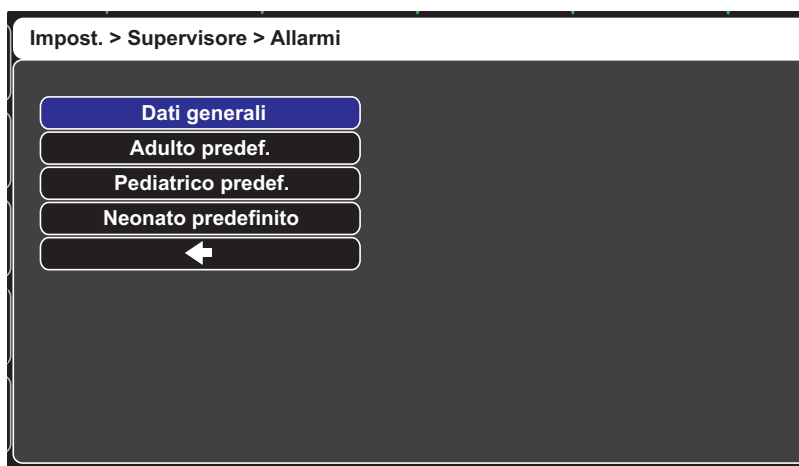 Impost. > Supervisore > Allarmi
Dati generali
Adulto predef.
Pediatrico predef.
Neonato predefinito